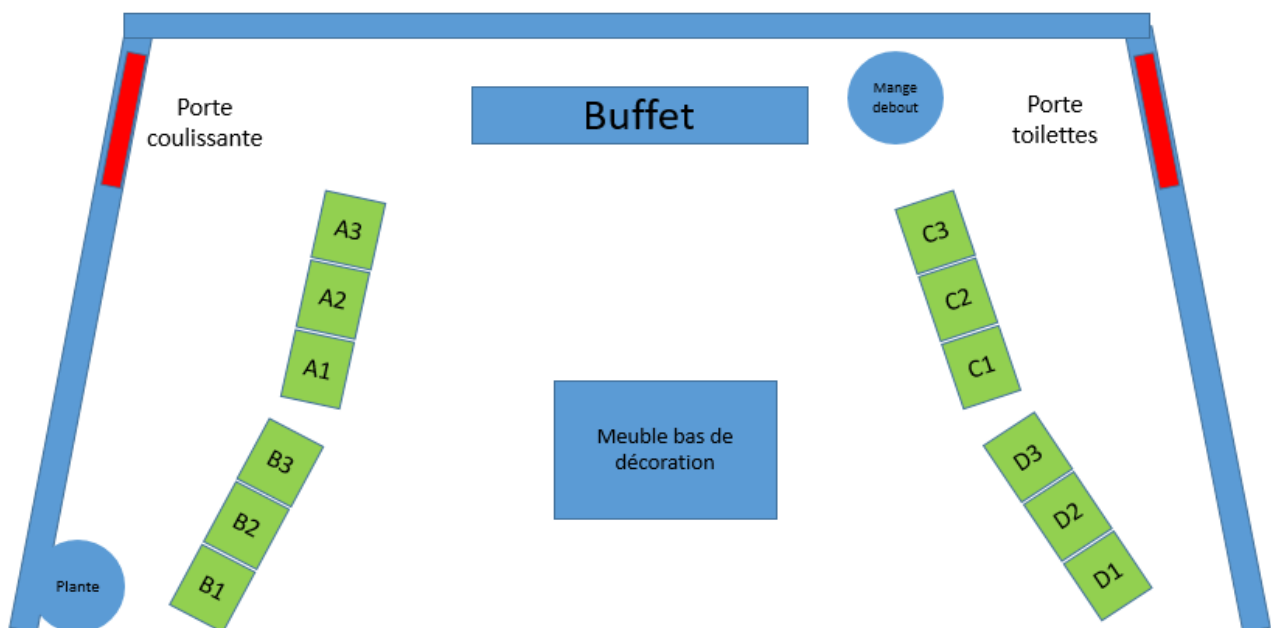 Porte
coulissante
Buffet
Mange
debout
Porte
toilettes
A3
A2
A1
C3
C2
C1
B3
B2
B1
Meuble bas de
décoration
D3
D2
D1
Plante